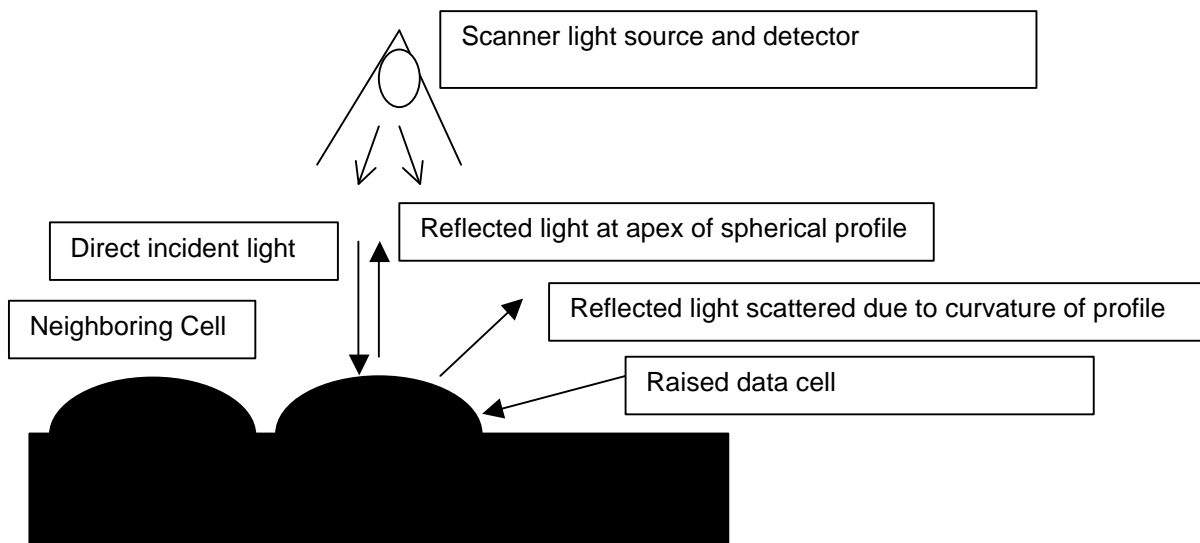 Scanner light source and detector
Reflected light at apex of spherical profile
Direct incident light
Reflected light scattered due to curvature of profile
Neighboring Cell
Raised data cell